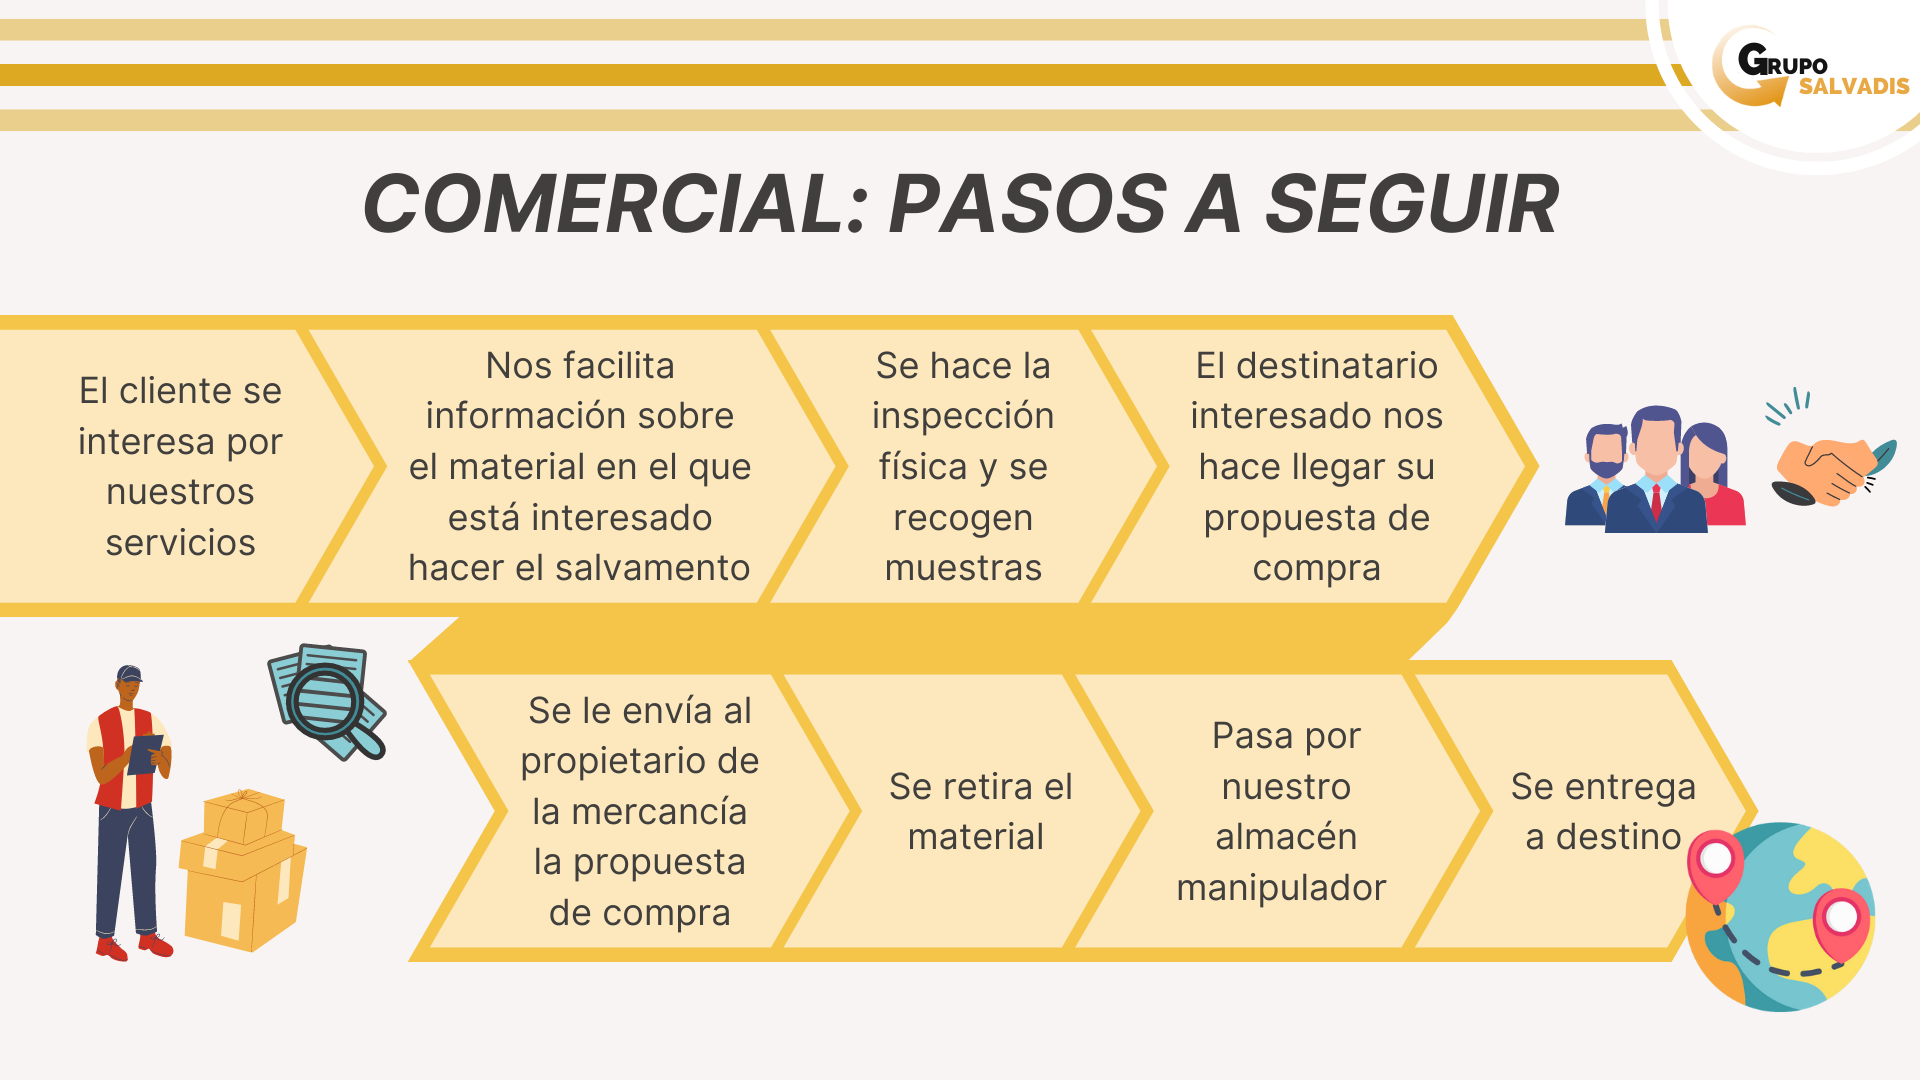 GRUPO
SALVADIS
COMERCIAL: PASOS A SEGUIR
El cliente se
interesa por
nuestros
servicios
Nos facilita
información sobre
el material en el que
está interesado
hacer el salvamento
Se hace la
inspección
física y se
recogen
muestras
El destinatario
interesado nos
hace llegar su
propuesta de
compra
Se le envía al
propietario de
la mercancía
la propuesta
de compra
Se retira el
material
Pasa por
nuestro
almacén
manipulador
Se entrega
a destino